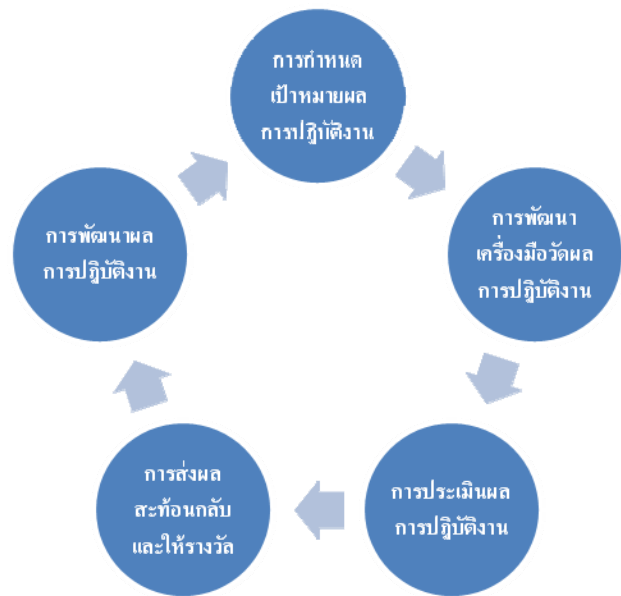 การกำหนด
เป้าหมายผล
การปฏิบัติงาน
การพัฒนา
เครื่องมือวัดผล
การปฏิบัติงาน
การประเมินผล
การปฏิบัติงาน
การส่งผล
สะท้อนกลับ
และให้รางวัล
การพัฒนาผล
การปฏิบัติงาน